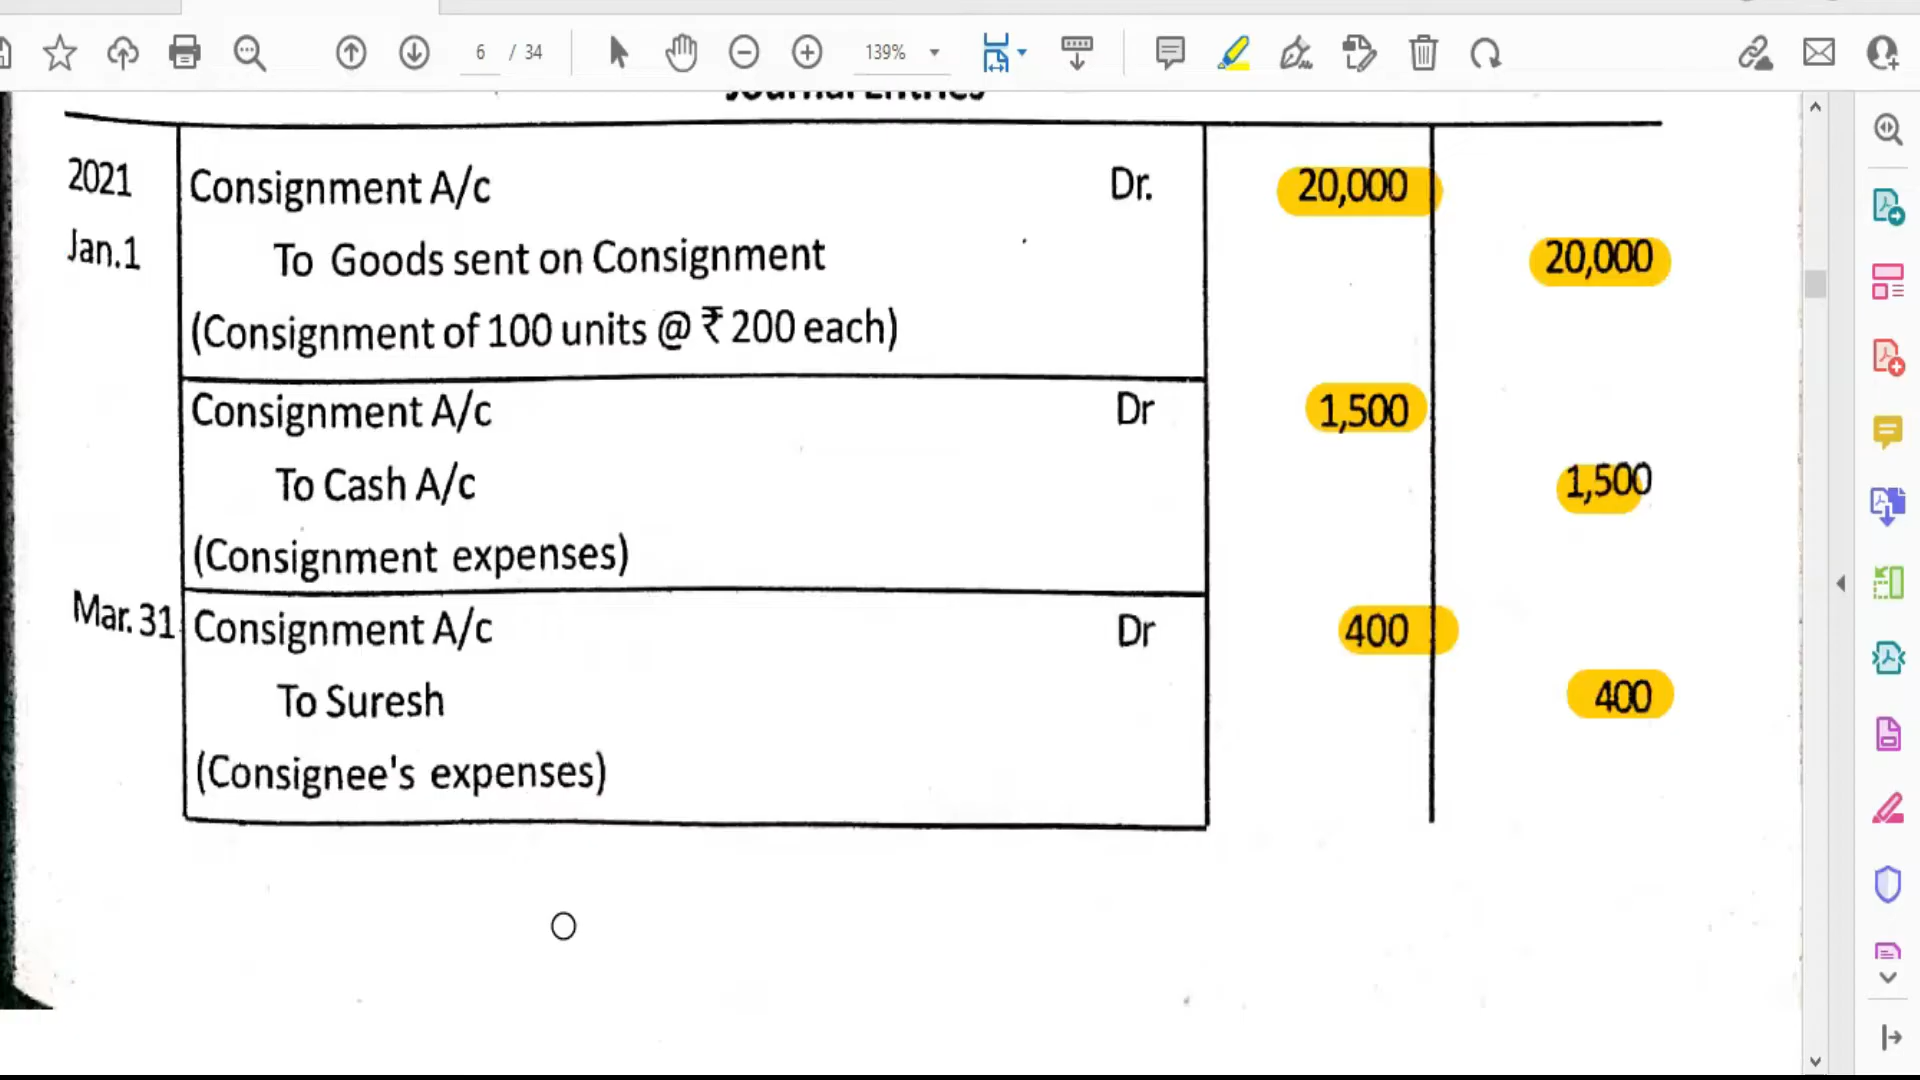 6 / 34
139%
Journal Entries
2021 Consignment A/c Dr. 20,000
Jan.1 To Goods sent on Consignment 20,000
(Consignment of 100 units @ ₹ 200 each)
Consignment A/c Dr 1,500
To Cash A/c 1,500
(Consignment expenses)
Mar. 31 Consignment A/c Dr 400
To Suresh 400
(Consignee's expenses)